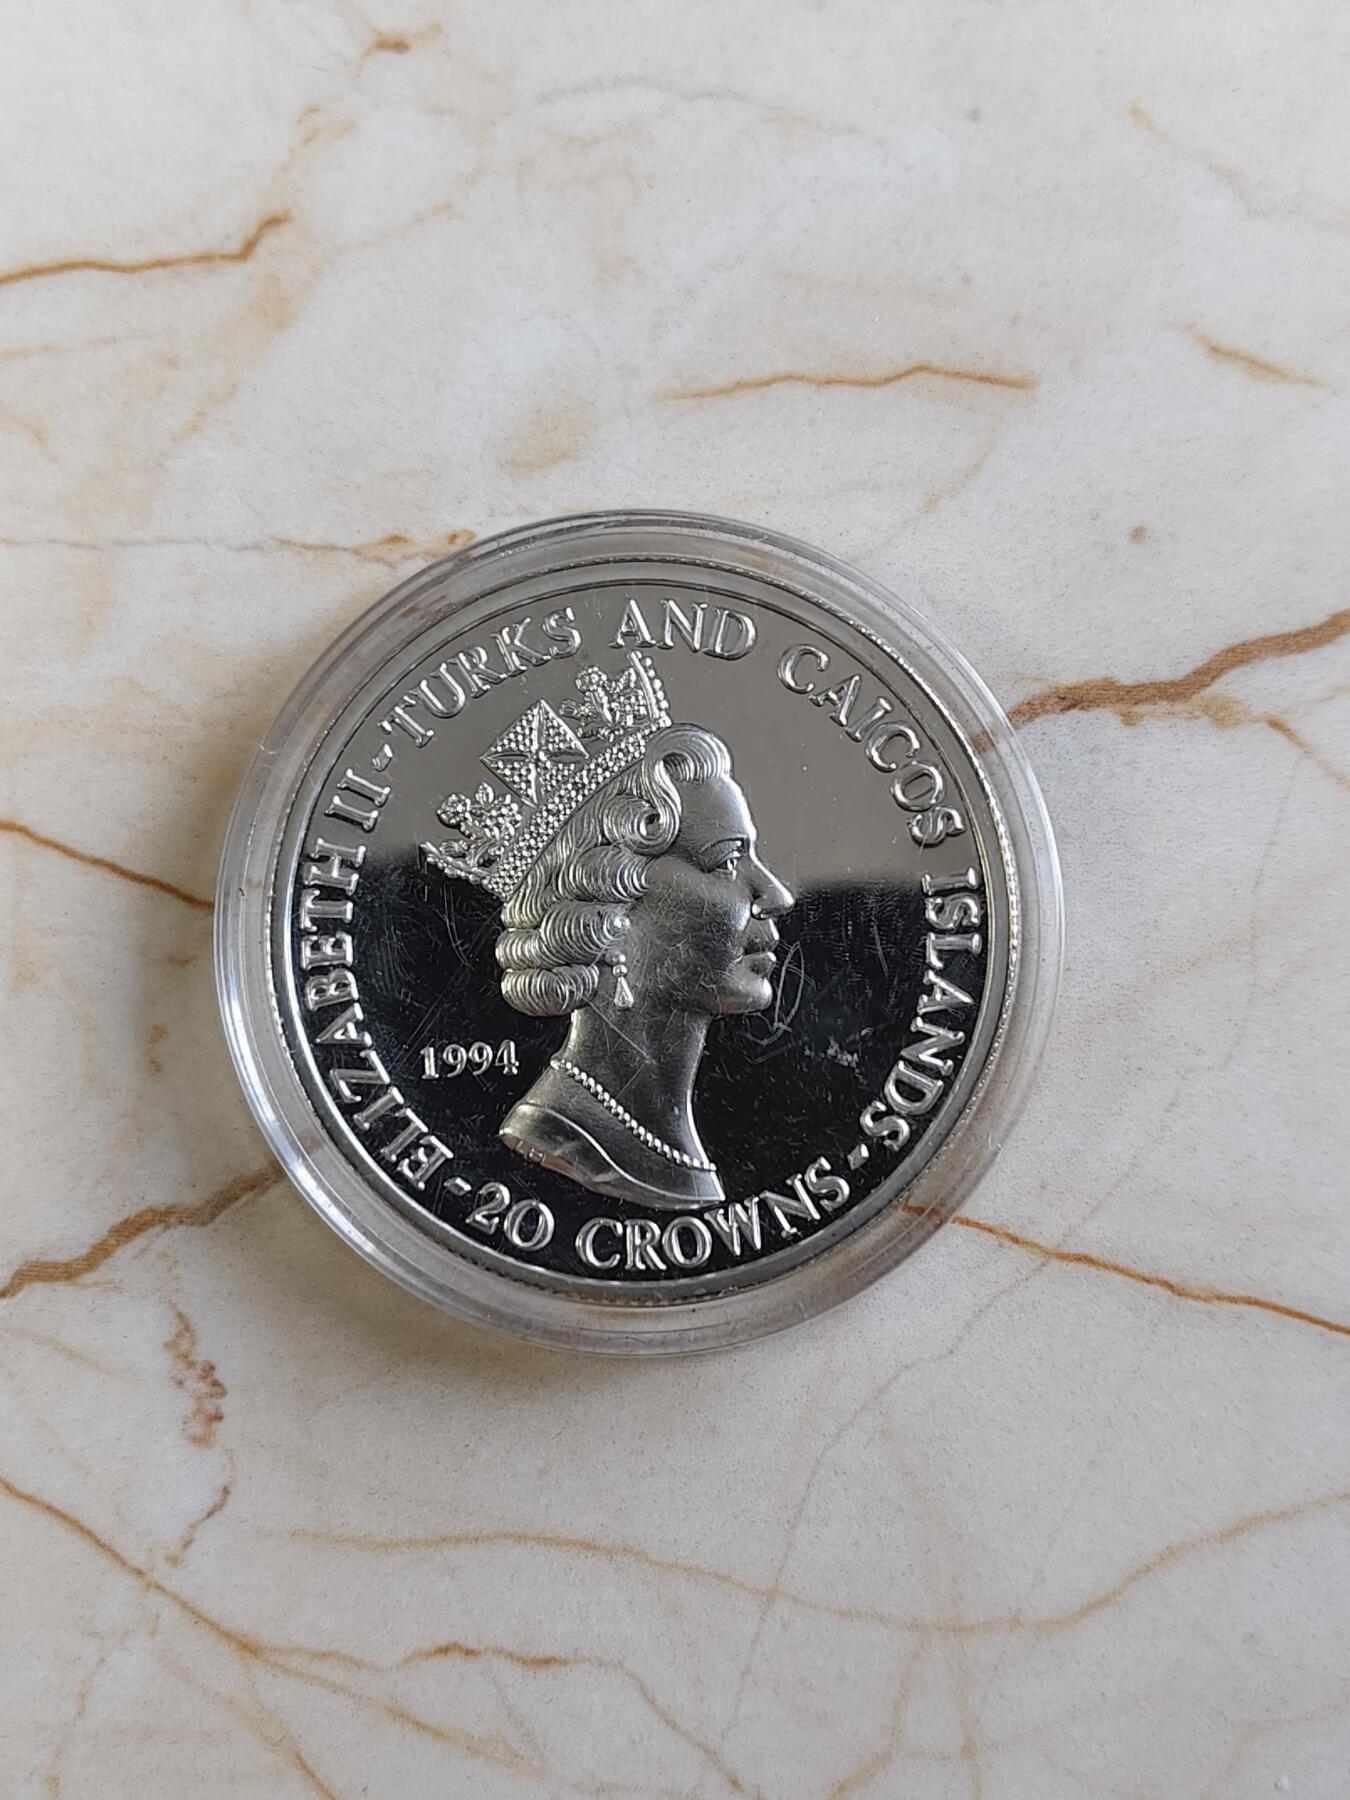 ELIZABETH II - TURKS AND CAICOS ISLANDS - 20 CROWNS -
1994